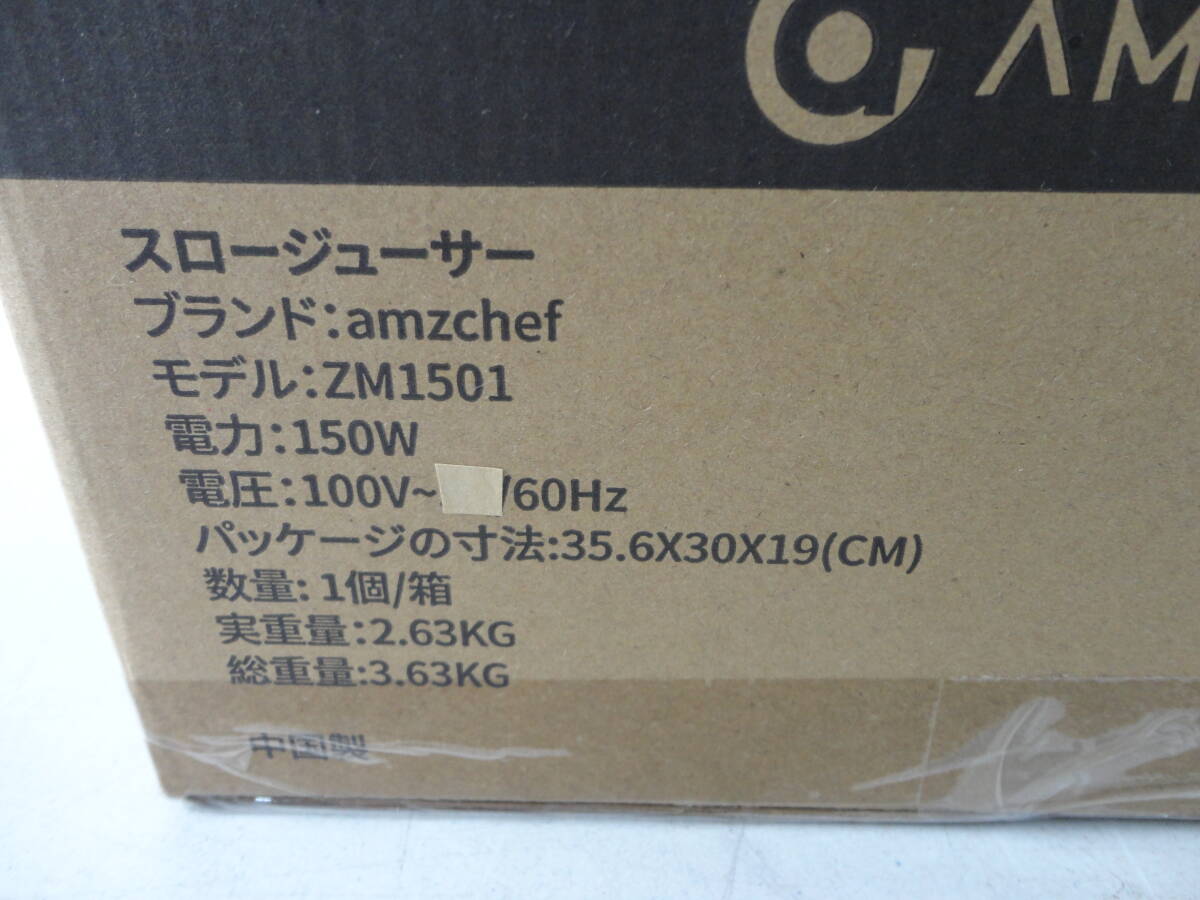 AM
スロージューサー
ブランド:amzchef
モデル:ZM1501
電力:150W
電圧:100V~ /60Hz
パッケージの寸法:35.6X30X19(CM)
数量: 1個/箱
実重量:2.63KG
総重量:3.63KG
中国製